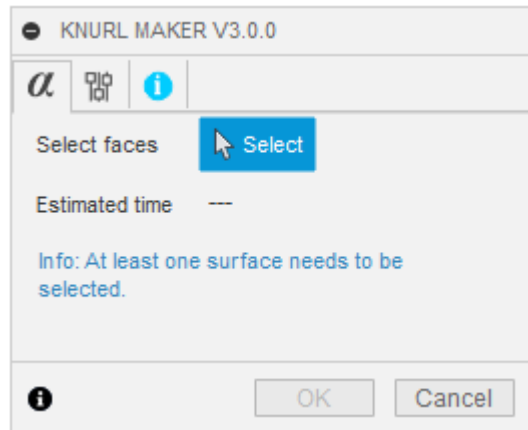 KNURL MAKER V3.0.0
α
Select faces Select
Estimated time ---
Info: At least one surface needs to be
selected.
OK Cancel